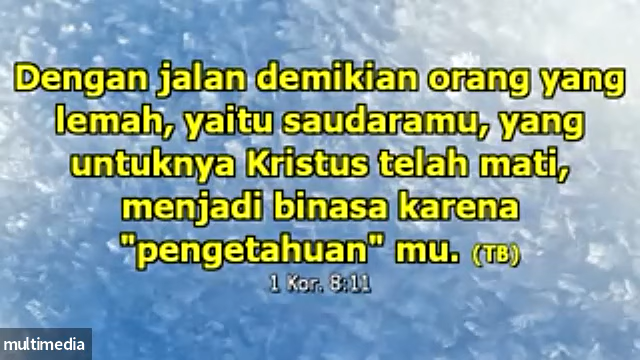 Dengan jalan demikian orang yang
lemah, yaitu saudaramu, yang
untuknya Kristus telah mati,
menjadi binasa karena
"pengetahuan" mu. (TB)
1 Kor. 8:11
multimedia